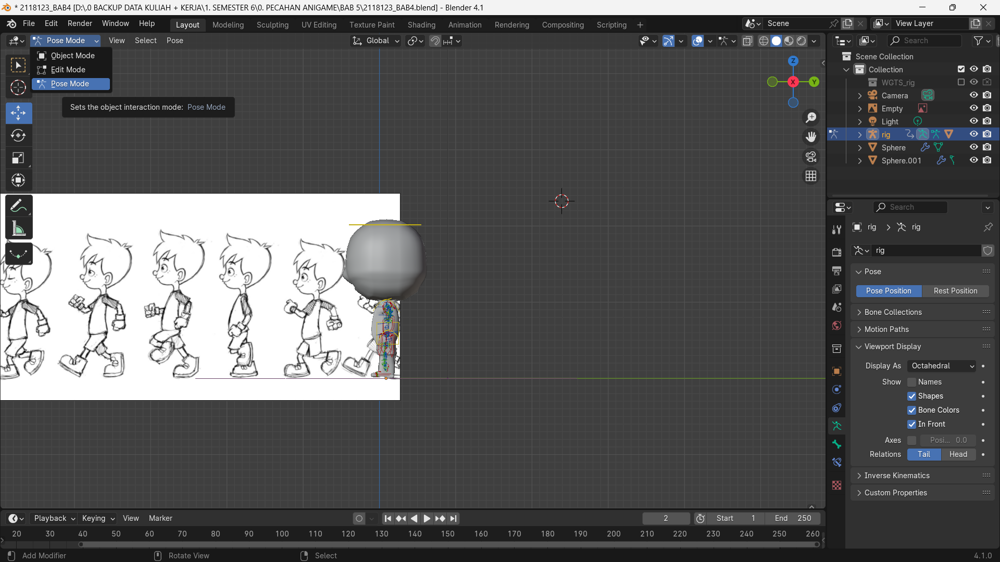 * 2118123_BAB4 [D:\.0 BACKUP DATA KULIAH + KERJA\1. SEMESTER 6\0. PECAHAN ANIGAME\BAB 5\2118123_BAB4.blend] - Blender 4.1
File Edit Render Window Help Layout Modeling Sculpting UV Editing Texture Paint Shading Animation Rendering Compositing Scripting + Scene View Layer
Pose Mode View Select Pose Global Search
Object Mode
Edit Mode
Pose Mode
Sets the object interaction mode: Pose Mode
Z
X
Y
Scene Collection
Collection
WGTS_rig
Camera
Empty
Light
rig
Sphere
Sphere.001
Search
rig > rig
rig
Pose
Pose Position Rest Position
Bone Collections
Motion Paths
Viewport Display
Display As Octahedral
Show Names
Shapes
Bone Colors
In Front
Axes Posi... 0.0
Relations Tail Head
Inverse Kinematics
Custom Properties
Playback Keying View Marker 2 Start 1 End 250
20 30 40 50 60 70 80 90 100 110 120 130 140 150 160 170 180 190 200 210 220 230 240 250 260
Add Modifier Rotate View Select 4.1.0